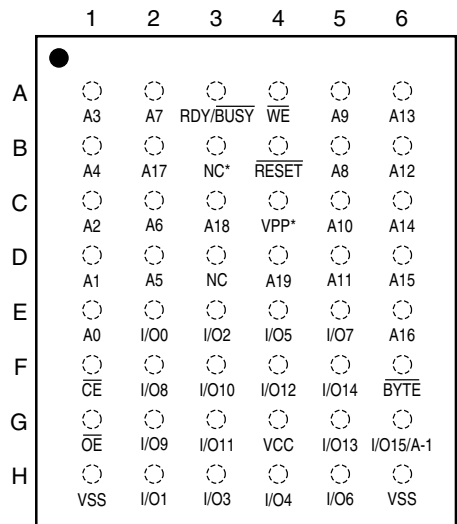 1 2 3 4 5 6
A
A3 A7 RDY/BUSY WE A9 A13
B
A4 A17 NC* RESET A8 A12
C
A2 A6 A18 VPP* A10 A14
D
A1 A5 NC A19 A11 A15
E
A0 I/O0 I/O2 I/O5 I/O7 A16
F
CE I/O8 I/O10 I/O12 I/O14 BYTE
G
OE I/O9 I/O11 VCC I/O13 I/O15/A-1
H
VSS I/O1 I/O3 I/O4 I/O6 VSS